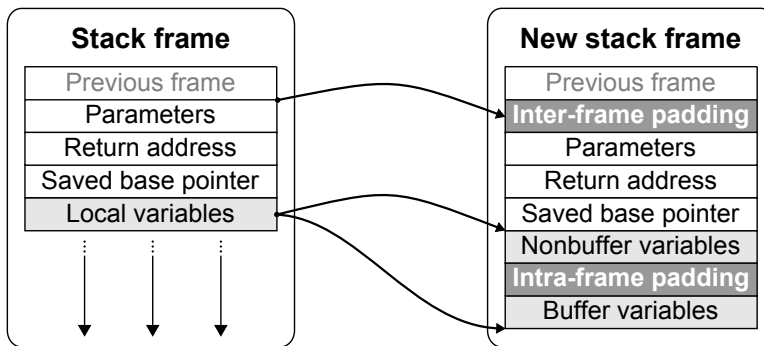 Stack frame
Previous frame
Parameters
Return address
Saved base pointer
Local variables
New stack frame
Previous frame
Inter-frame padding
Parameters
Return address
Saved base pointer
Nonbuffer variables
Intra-frame padding
Buffer variables